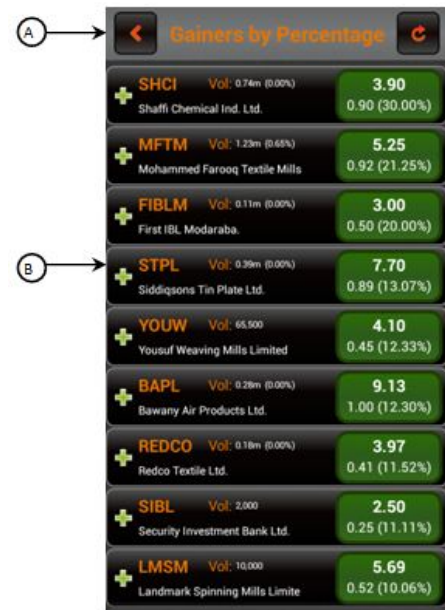 A
Gainers by Percentage
SHCI Vol: 0.74m (0.00%) 3.90
Shaffi Chemical Ind. Ltd. 0.90 (30.00%)
MFTM Vol: 1.23m (0.65%) 5.25
Mohammed Farooq Textile Mills 0.92 (21.25%)
FIBLM Vol: 0.11m (0.00%) 3.00
First IBL Modaraba. 0.50 (20.00%)
B
STPL Vol: 0.39m (0.00%) 7.70
Siddiqsons Tin Plate Ltd. 0.89 (13.07%)
YOUW Vol: 65,500 4.10
Yousuf Weaving Mills Limited 0.45 (12.33%)
BAPL Vol: 0.28m (0.00%) 9.13
Bawany Air Products Ltd. 1.00 (12.30%)
REDCO Vol: 0.18m (0.00%) 3.97
Redco Textile Ltd. 0.41 (11.52%)
SIBL Vol: 2,000 2.50
Security Investment Bank Ltd. 0.25 (11.11%)
LMSM Vol: 10,000 5.69
Landmark Spinning Mills Limite 0.52 (10.06%)